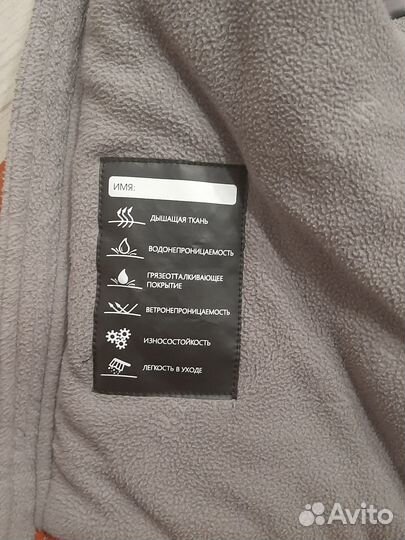 ИМЯ:
ДЫШАЩАЯ ТКАНЬ
ВОДОНЕПРОНИЦАЕМОСТЬ
ГРЯЗЕОТТАЛКИВАЮЩЕЕ
ПОКРЫТИЕ
ВЕТРОНЕПРОНИЦАЕМОСТЬ
ИЗНОСОСТОЙКОСТЬ
ЛЕГКОСТЬ В УХОДЕ
Avito